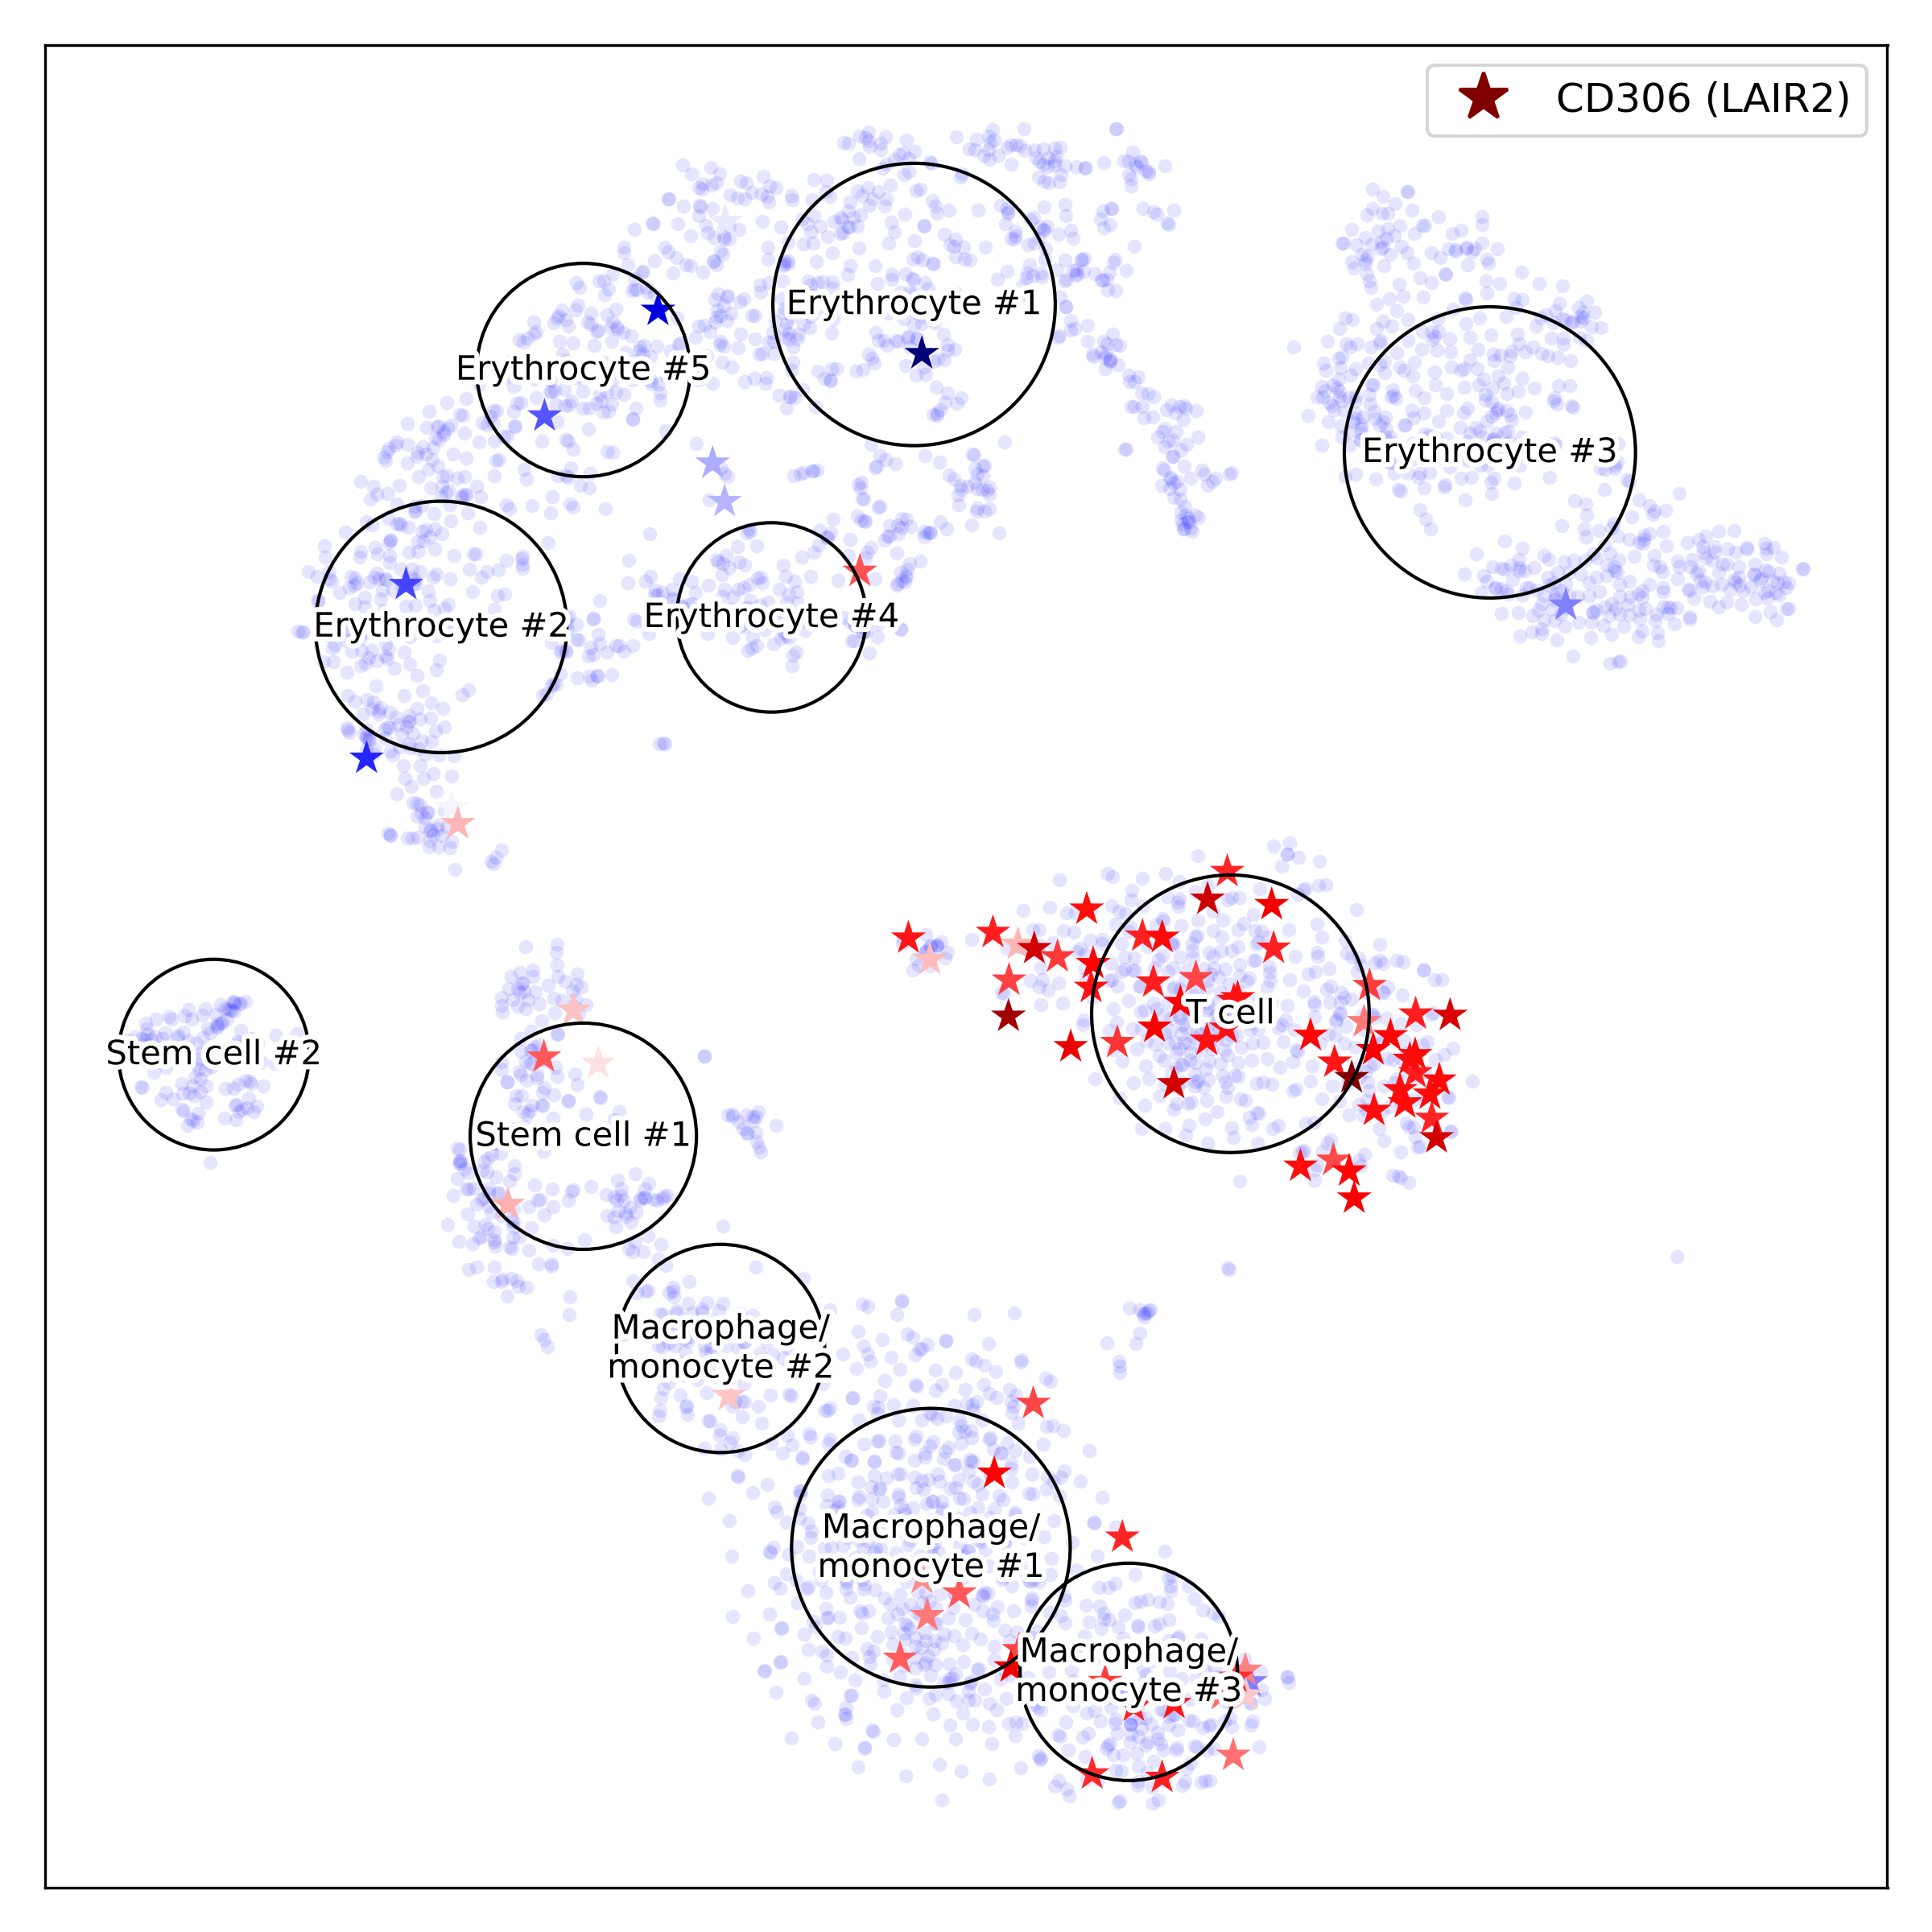 CD306 (LAIR2)
Erythrocyte #1
Erythrocyte #5
Erythrocyte #3
Erythrocyte #4
Erythrocyte #2
T cell
Stem cell #2
Stem cell #1
Macrophage/
monocyte #2
Macrophage/
monocyte #1
Macrophage/
monocyte #3